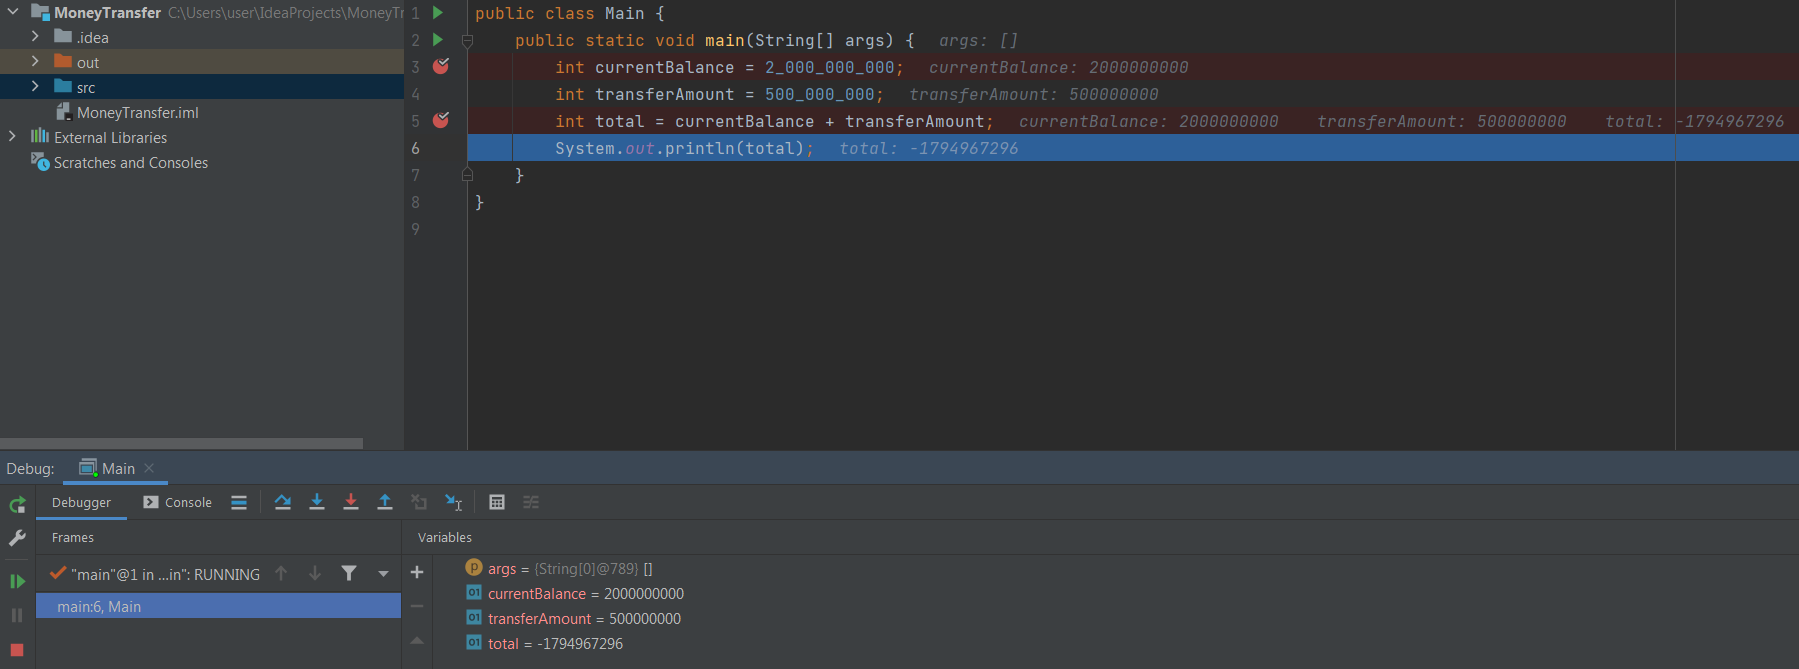 MoneyTransfer C:\Users\user\IdeaProjects\MoneyTr
.idea
out
src
MoneyTransfer.iml
External Libraries
Scratches and Consoles
1 public class Main {
2 public static void main(String[] args) { args: []
3 int currentBalance = 2_000_000_000; currentBalance: 2000000000
4 int transferAmount = 500_000_000; transferAmount: 500000000
5 int total = currentBalance + transferAmount; currentBalance: 2000000000 transferAmount: 500000000 total: -1794967296
6 System.out.println(total); total: -1794967296
7 }
8 }
9
Debug: Main
Debugger Console
Frames
"main"@1 in ...in": RUNNING
main:6, Main
Variables
args = {String[0]@789} []
currentBalance = 2000000000
transferAmount = 500000000
total = -1794967296